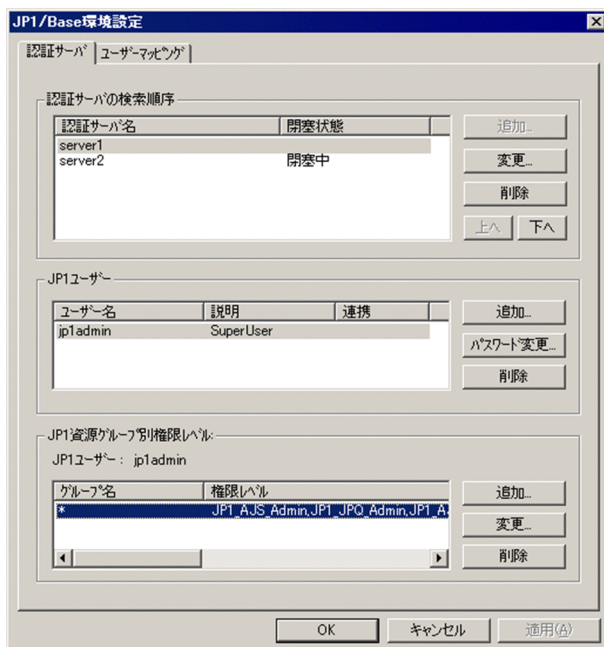 JP1/Base環境設定
認証サーバ ユーザーマッピング
認証サーバの検索順序
認証サーバ名 閉塞状態 追加...
server1
server2 閉塞中 変更...
削除
上へ 下へ
JP1ユーザー
ユーザー名 説明 連携 追加...
jp1admin SuperUser
パスワード変更...
削除
JP1資源グループ別権限レベル:
JP1ユーザー: jp1admin
グループ名 権限レベル 追加...
* JP1_AJS_Admin,JP1_JPQ_Admin,JP1_A
変更...
削除
OK キャンセル 適用(A)